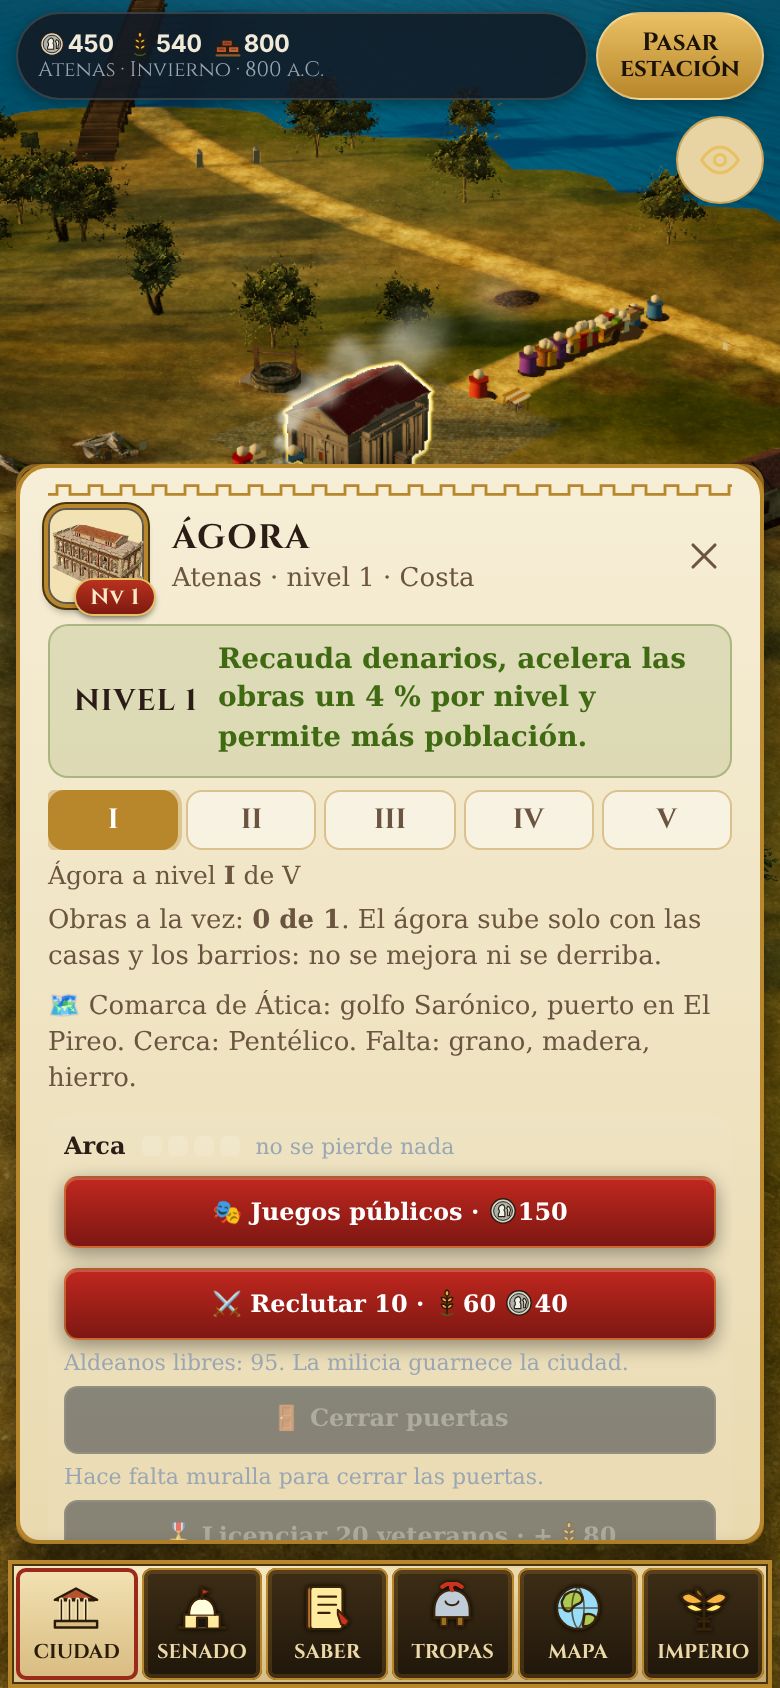 450 540 800
ATENAS · INVIERNO · 800 A.C.
PASAR
ESTACIÓN
ÁGORA
Atenas · nivel 1 · Costa
NV 1
NIVEL 1
Recauda denarios, acelera las
obras un 4 % por nivel y
permite más población.
I II III IV V
Ágora a nivel I de V
Obras a la vez: 0 de 1. El ágora sube solo con las
casas y los barrios: no se mejora ni se derriba.
Comarca de Ática: golfo Sarónico, puerto en El
Pireo. Cerca: Pentélico. Falta: grano, madera,
hierro.
Arca no se pierde nada
Juegos públicos · 150
Reclutar 10 · 60 40
Aldeanos libres: 95. La milicia guarnece la ciudad.
Cerrar puertas
Hace falta muralla para cerrar las puertas.
Licenciar 20 veteranos · + 80
CIUDAD SENADO SABER TROPAS MAPA IMPERIO